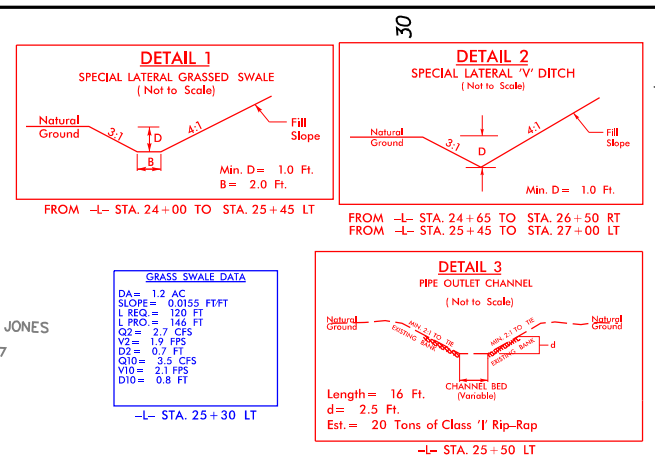 30
DETAIL 1
SPECIAL LATERAL GRASSED SWALE
( Not to Scale)
Natural
Ground
3:1
D
4:1
Fill
Slope
B
Min. D= 1.0 Ft.
B= 2.0 Ft.
FROM -L- STA. 24+00 TO STA. 25+45 LT
DETAIL 2
SPECIAL LATERAL 'V' DITCH
( Not to Scale)
Natural
Ground
3:1
D
4:1
Fill
Slope
Min. D= 1.0 Ft.
FROM -L- STA. 24+65 TO STA. 26+50 RT
FROM -L- STA. 25+45 TO STA. 27+00 LT
JONES
7
GRASS SWALE DATA
DA= 1.2 AC
SLOPE= 0.0155 FT/FT
L REQ.= 120 FT
L PRO.= 146 FT
Q2= 2.7 CFS
V2= 1.9 FPS
D2= 0.7 FT
Q10= 3.5 CFS
V10= 2.1 FPS
D10= 0.8 FT
-L- STA. 25+30 LT
DETAIL 3
PIPE OUTLET CHANNEL
( Not to Scale)
Natural
Ground
MIN. 2:1 TO TIE
EXISTING BANK
MIN. 2:1 TO TIE
EXISTING BANK
d
Natural
Ground
CHANNEL BED
(Variable)
Length= 16 Ft.
d= 2.5 Ft.
Est.= 20 Tons of Class 'I' Rip-Rap
-L- STA. 25+50 LT